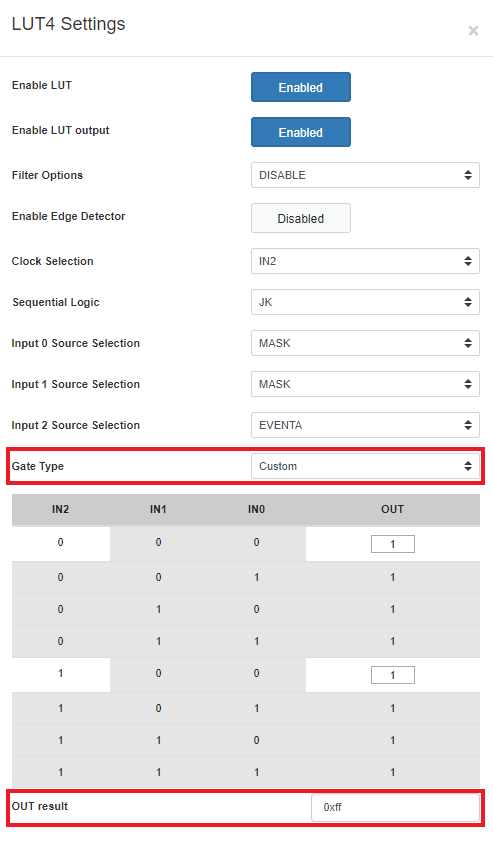 LUT4 Settings ×
Enable LUT Enabled
Enable LUT output Enabled
Filter Options DISABLE
Enable Edge Detector Disabled
Clock Selection IN2
Sequential Logic JK
Input 0 Source Selection MASK
Input 1 Source Selection MASK
Input 2 Source Selection EVENTA
Gate Type Custom
IN2 IN1 IN0 OUT
0 0 0 1
0 0 1 1
0 1 0 1
0 1 1 1
1 0 0 1
1 0 1 1
1 1 0 1
1 1 1 1
OUT result 0xff